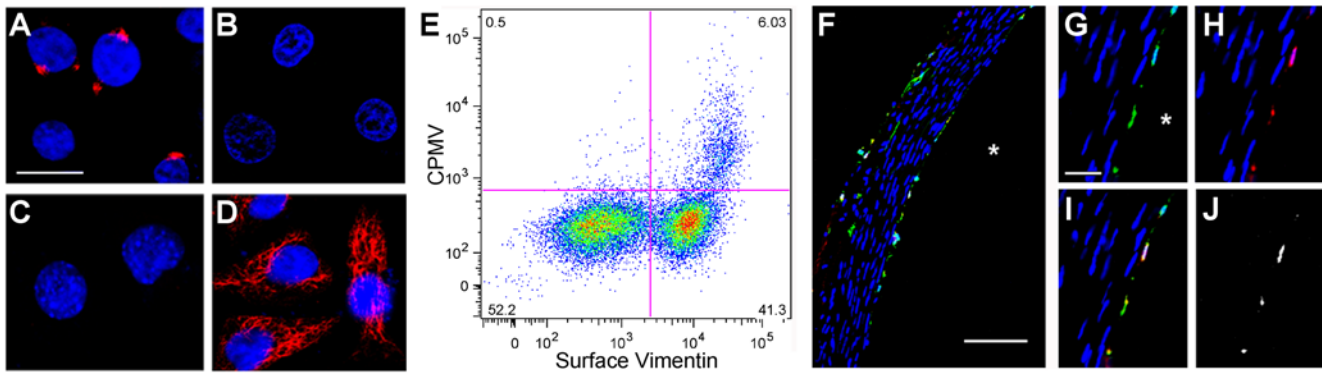 A
B
C
D
E
0.5
6.03
10^5
10^4
10^3
10^2
0
CPMV
52.2
41.3
0
10^2
10^3
10^4
10^5
Surface Vimentin
F
*
G
*
H
I
J